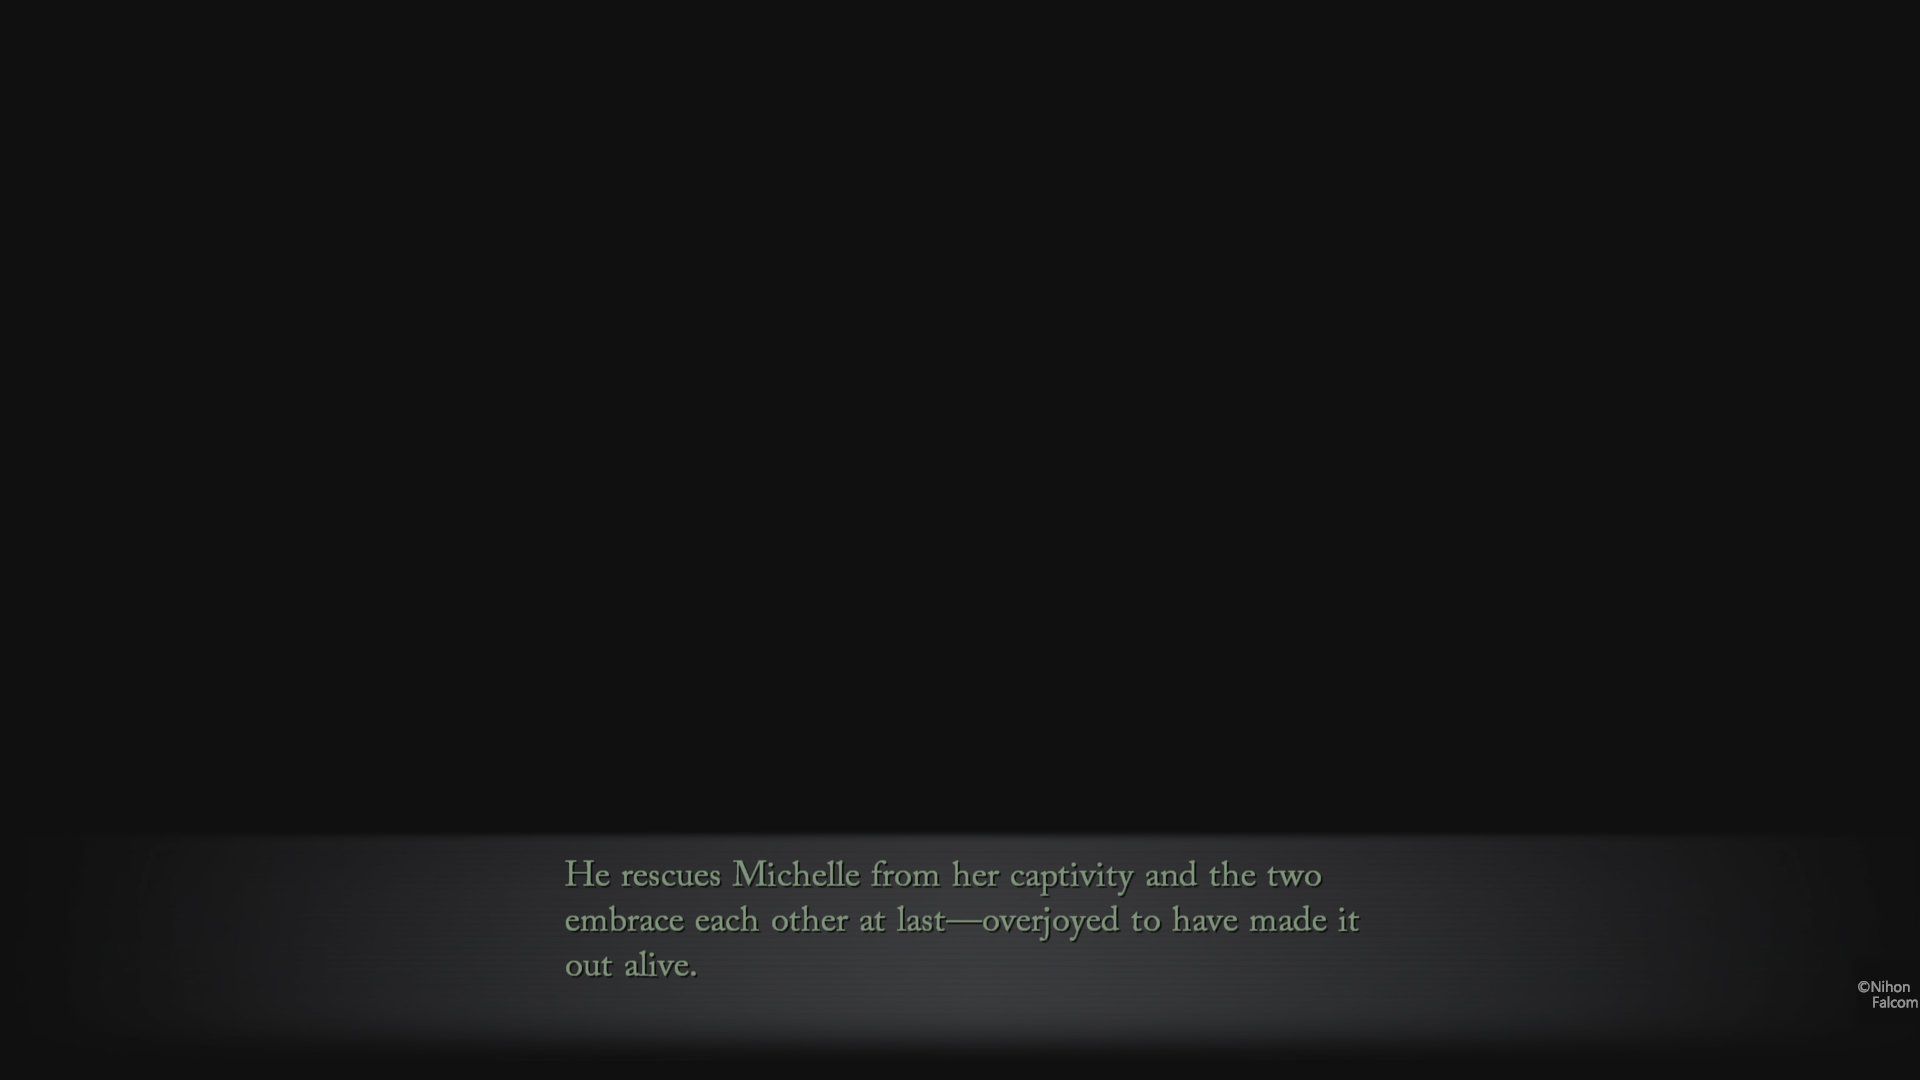 He rescues Michelle from her captivity and the two
embrace each other at last—overjoyed to have made it
out alive.
©Nihon
Falcom